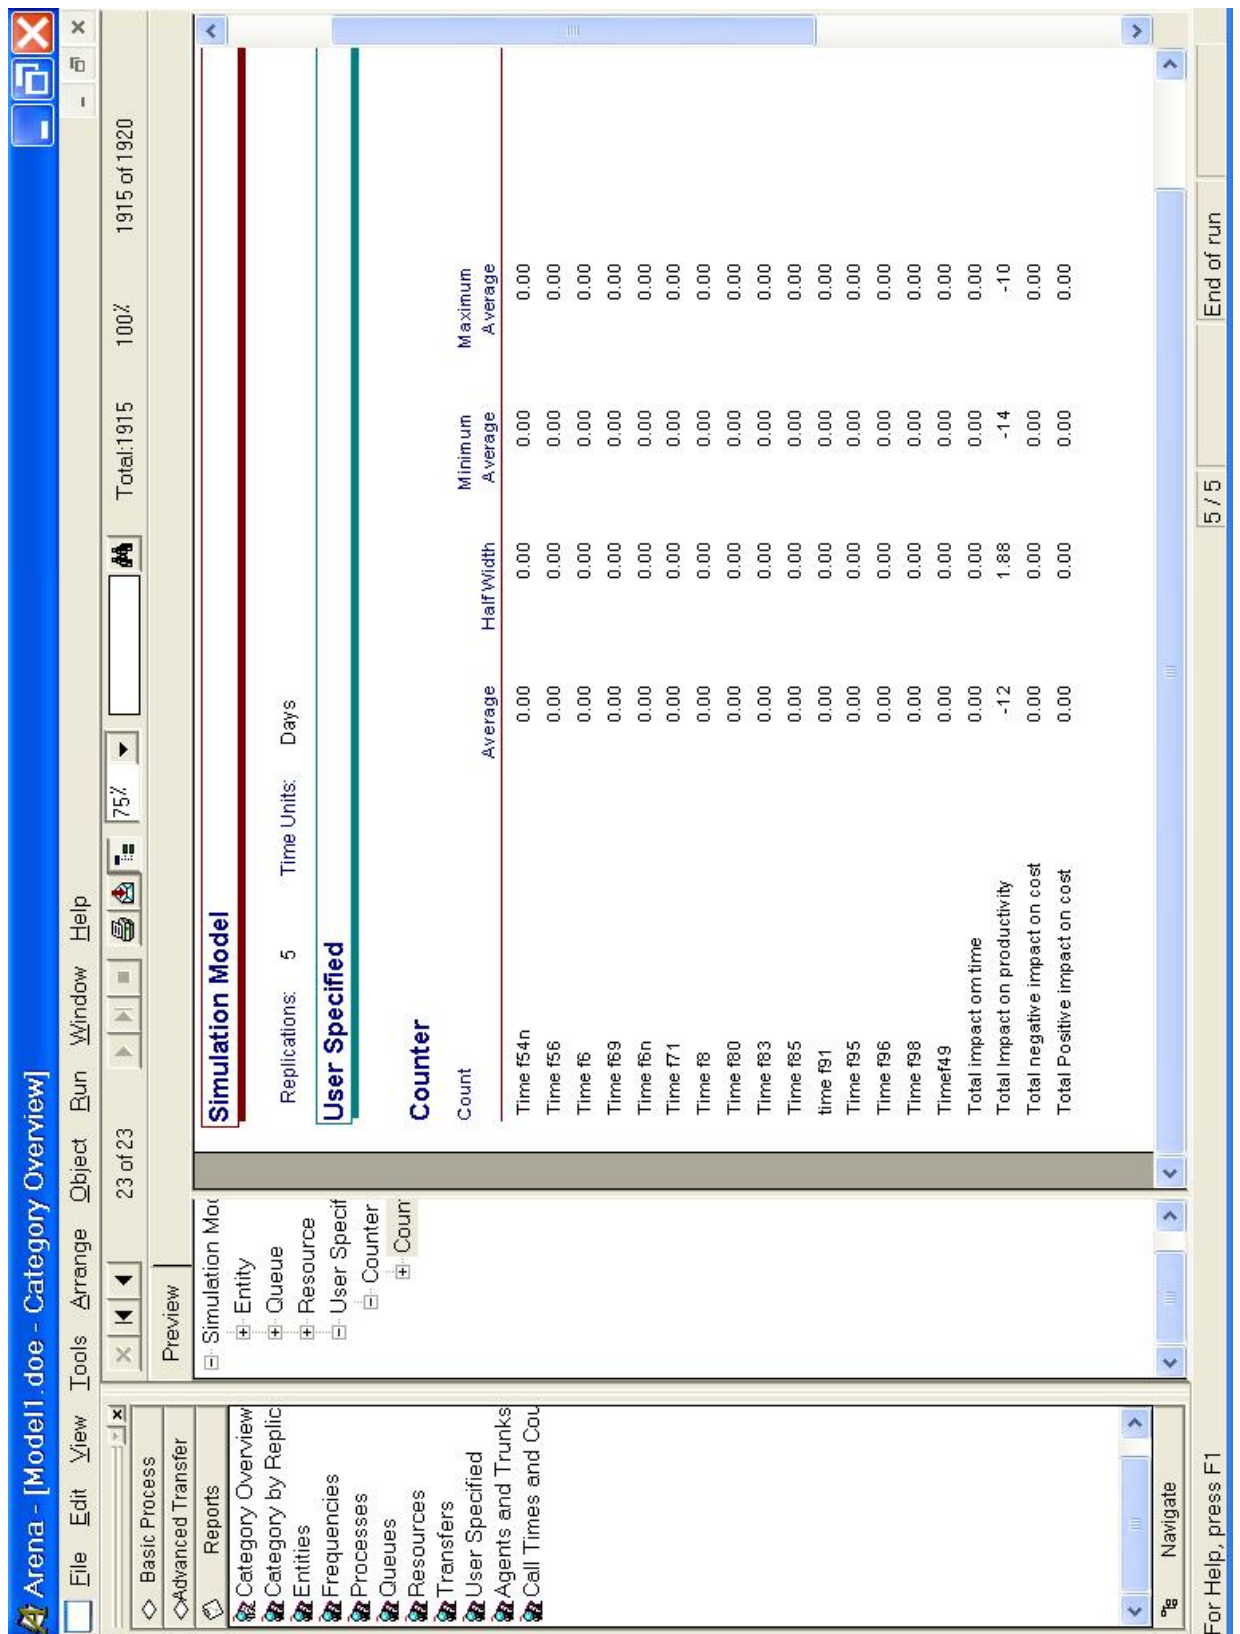 Arena - [Model1.doe - Category Overview]
File Edit View Tools Arrange Object Run Window Help
23 of 23 75% Total:1915 100% 1915 of 1920
Preview
Basic Process
Advanced Transfer
Reports
Category Overview
Category by Replic
Entities
Frequencies
Processes
Queues
Resources
Transfers
User Specified
Agents and Trunks
Call Times and Cou
Navigate
Simulation Mod
Entity
Queue
Resource
User Specif
Counter
Coun
Simulation Model
Replications: 5 Time Units: Days
User Specified
Counter
Count Average Half Width Minimum Average Maximum Average
Time f54n 0.00 0.00 0.00 0.00
Time f56 0.00 0.00 0.00 0.00
Time f6 0.00 0.00 0.00 0.00
Time f69 0.00 0.00 0.00 0.00
Time f6n 0.00 0.00 0.00 0.00
Time f71 0.00 0.00 0.00 0.00
Time f8 0.00 0.00 0.00 0.00
Time f80 0.00 0.00 0.00 0.00
Time f83 0.00 0.00 0.00 0.00
Time f85 0.00 0.00 0.00 0.00
time f91 0.00 0.00 0.00 0.00
Time f95 0.00 0.00 0.00 0.00
Time f96 0.00 0.00 0.00 0.00
Time f98 0.00 0.00 0.00 0.00
Timef49 0.00 0.00 0.00 0.00
Total impact om time 0.00 0.00 0.00 0.00
Total Impact on productivity -12 1.88 -14 -10
Total negative impact on cost 0.00 0.00 0.00 0.00
Total Positive impact on cost 0.00 0.00 0.00 0.00
For Help, press F1 5 / 5 End of run